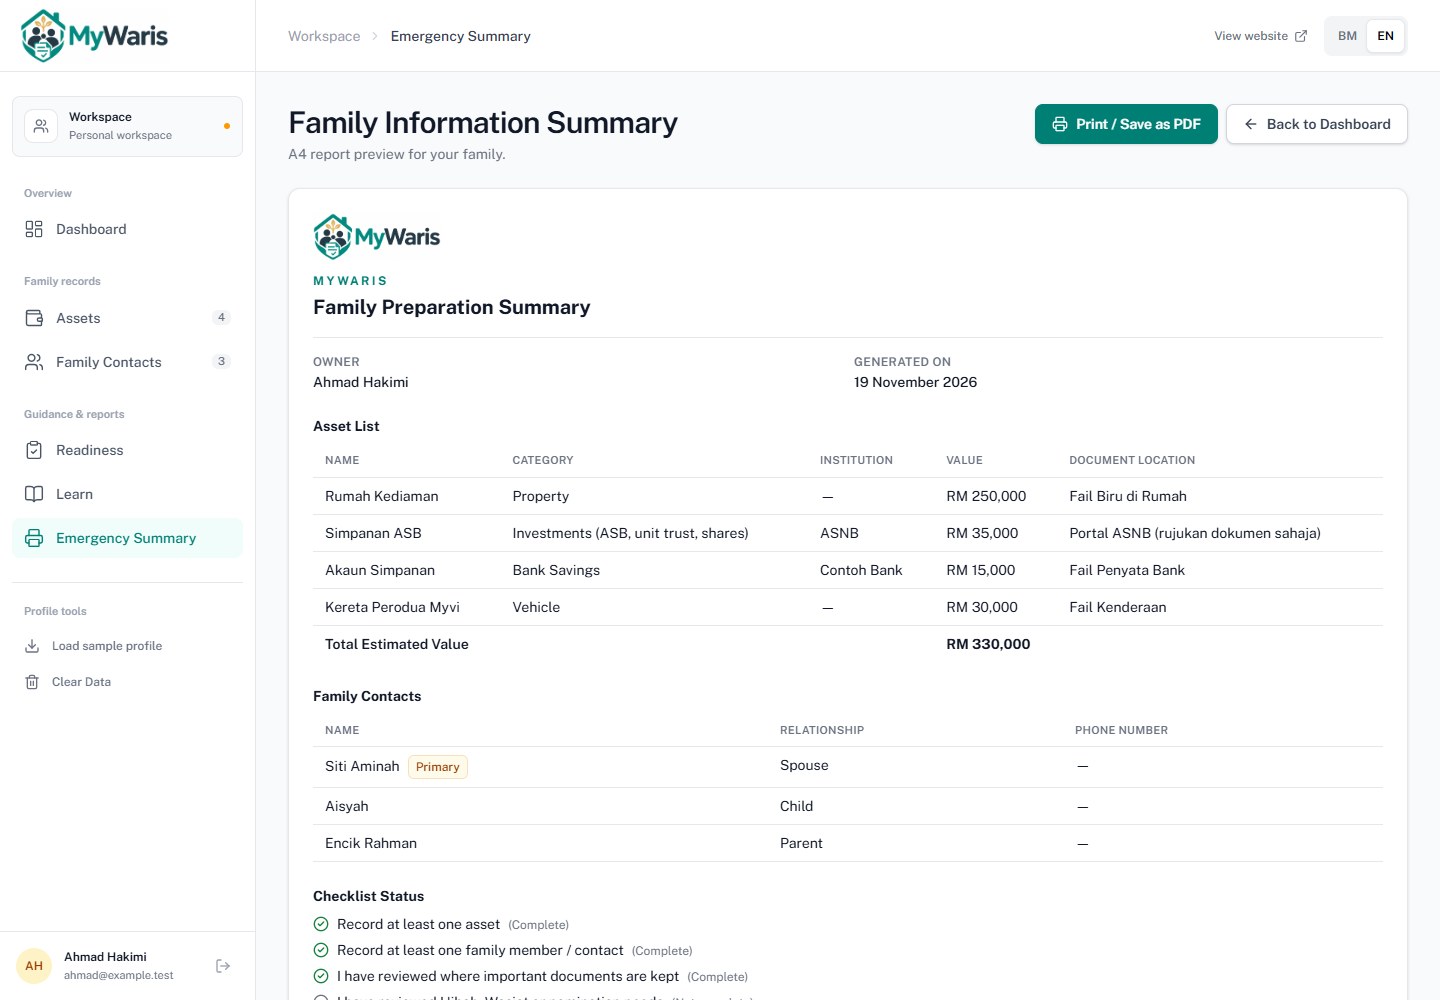 MyWaris
Workspace
Emergency Summary
View website
BM
EN
Workspace
Personal workspace
Overview
Dashboard
Family records
Assets
4
Family Contacts
3
Guidance & reports
Readiness
Learn
Emergency Summary
Profile tools
Load sample profile
Clear Data
AH
Ahmad Hakimi
ahmad@example.test
Family Information Summary
A4 report preview for your family.
Print / Save as PDF
Back to Dashboard
MyWaris
MYWARIS
Family Preparation Summary
OWNER
GENERATED ON
Ahmad Hakimi
19 November 2026
Asset List
NAME CATEGORY INSTITUTION VALUE DOCUMENT LOCATION
Rumah Kediaman Property — RM 250,000 Fail Biru di Rumah
Simpanan ASB Investments (ASB, unit trust, shares) ASNB RM 35,000 Portal ASNB (rujukan dokumen sahaja)
Akaun Simpanan Bank Savings Contoh Bank RM 15,000 Fail Penyata Bank
Kereta Perodua Myvi Vehicle — RM 30,000 Fail Kenderaan
Total Estimated Value RM 330,000
Family Contacts
NAME RELATIONSHIP PHONE NUMBER
Siti Aminah Primary Spouse —
Aisyah Child —
Encik Rahman Parent —
Checklist Status
Record at least one asset (Complete)
Record at least one family member / contact (Complete)
I have reviewed where important documents are kept (Complete)